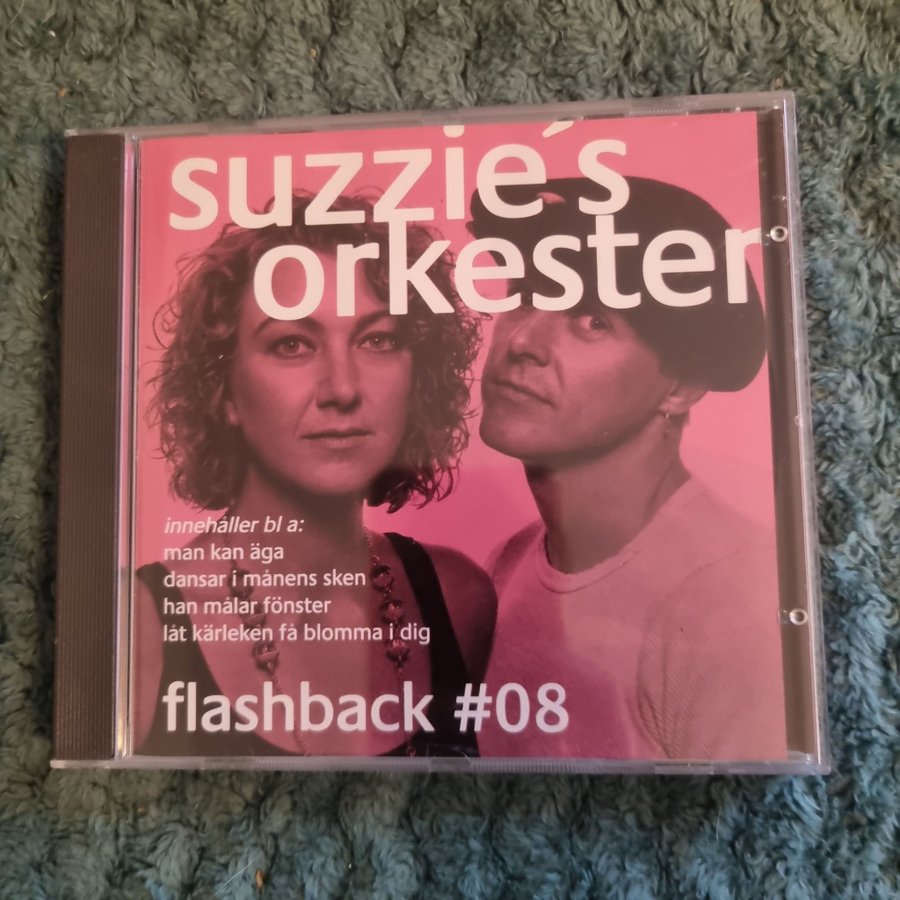 suzzie´s
orkester
innehåller bl a:
man kan äga
dansar i månens sken
han målar fönster
låt kärleken få blomma i dig
flashback #08